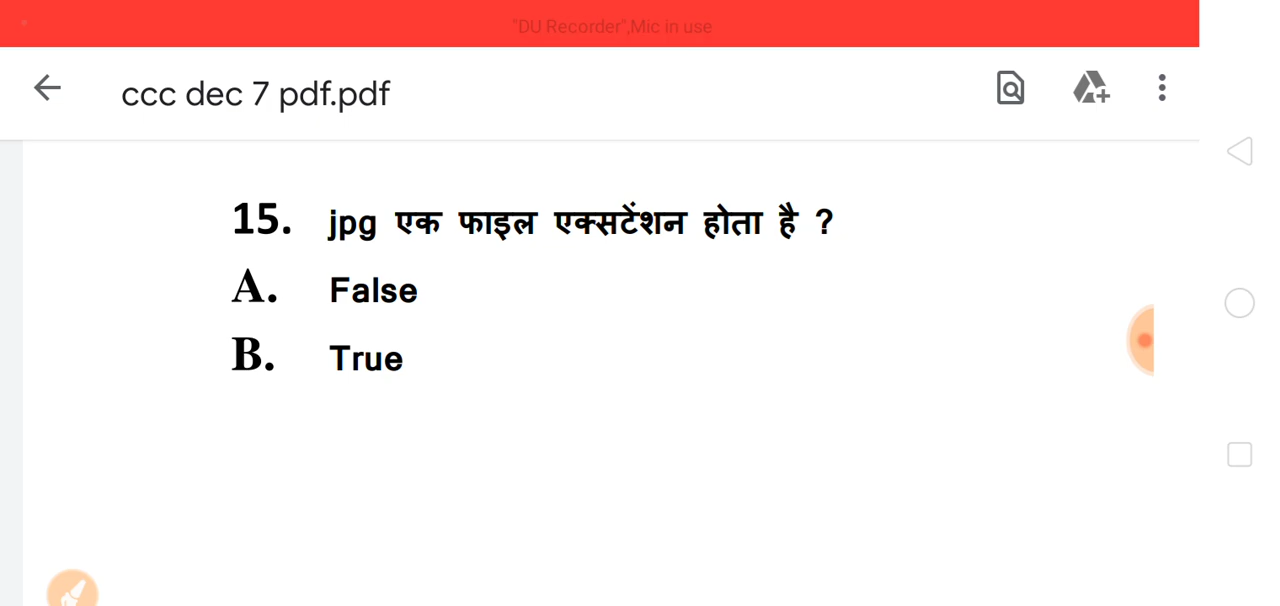 "DU Recorder",Mic in use
ccc dec 7 pdf.pdf
15. jpg एक फाइल एक्सटेंशन होता है ?
A. False
B. True